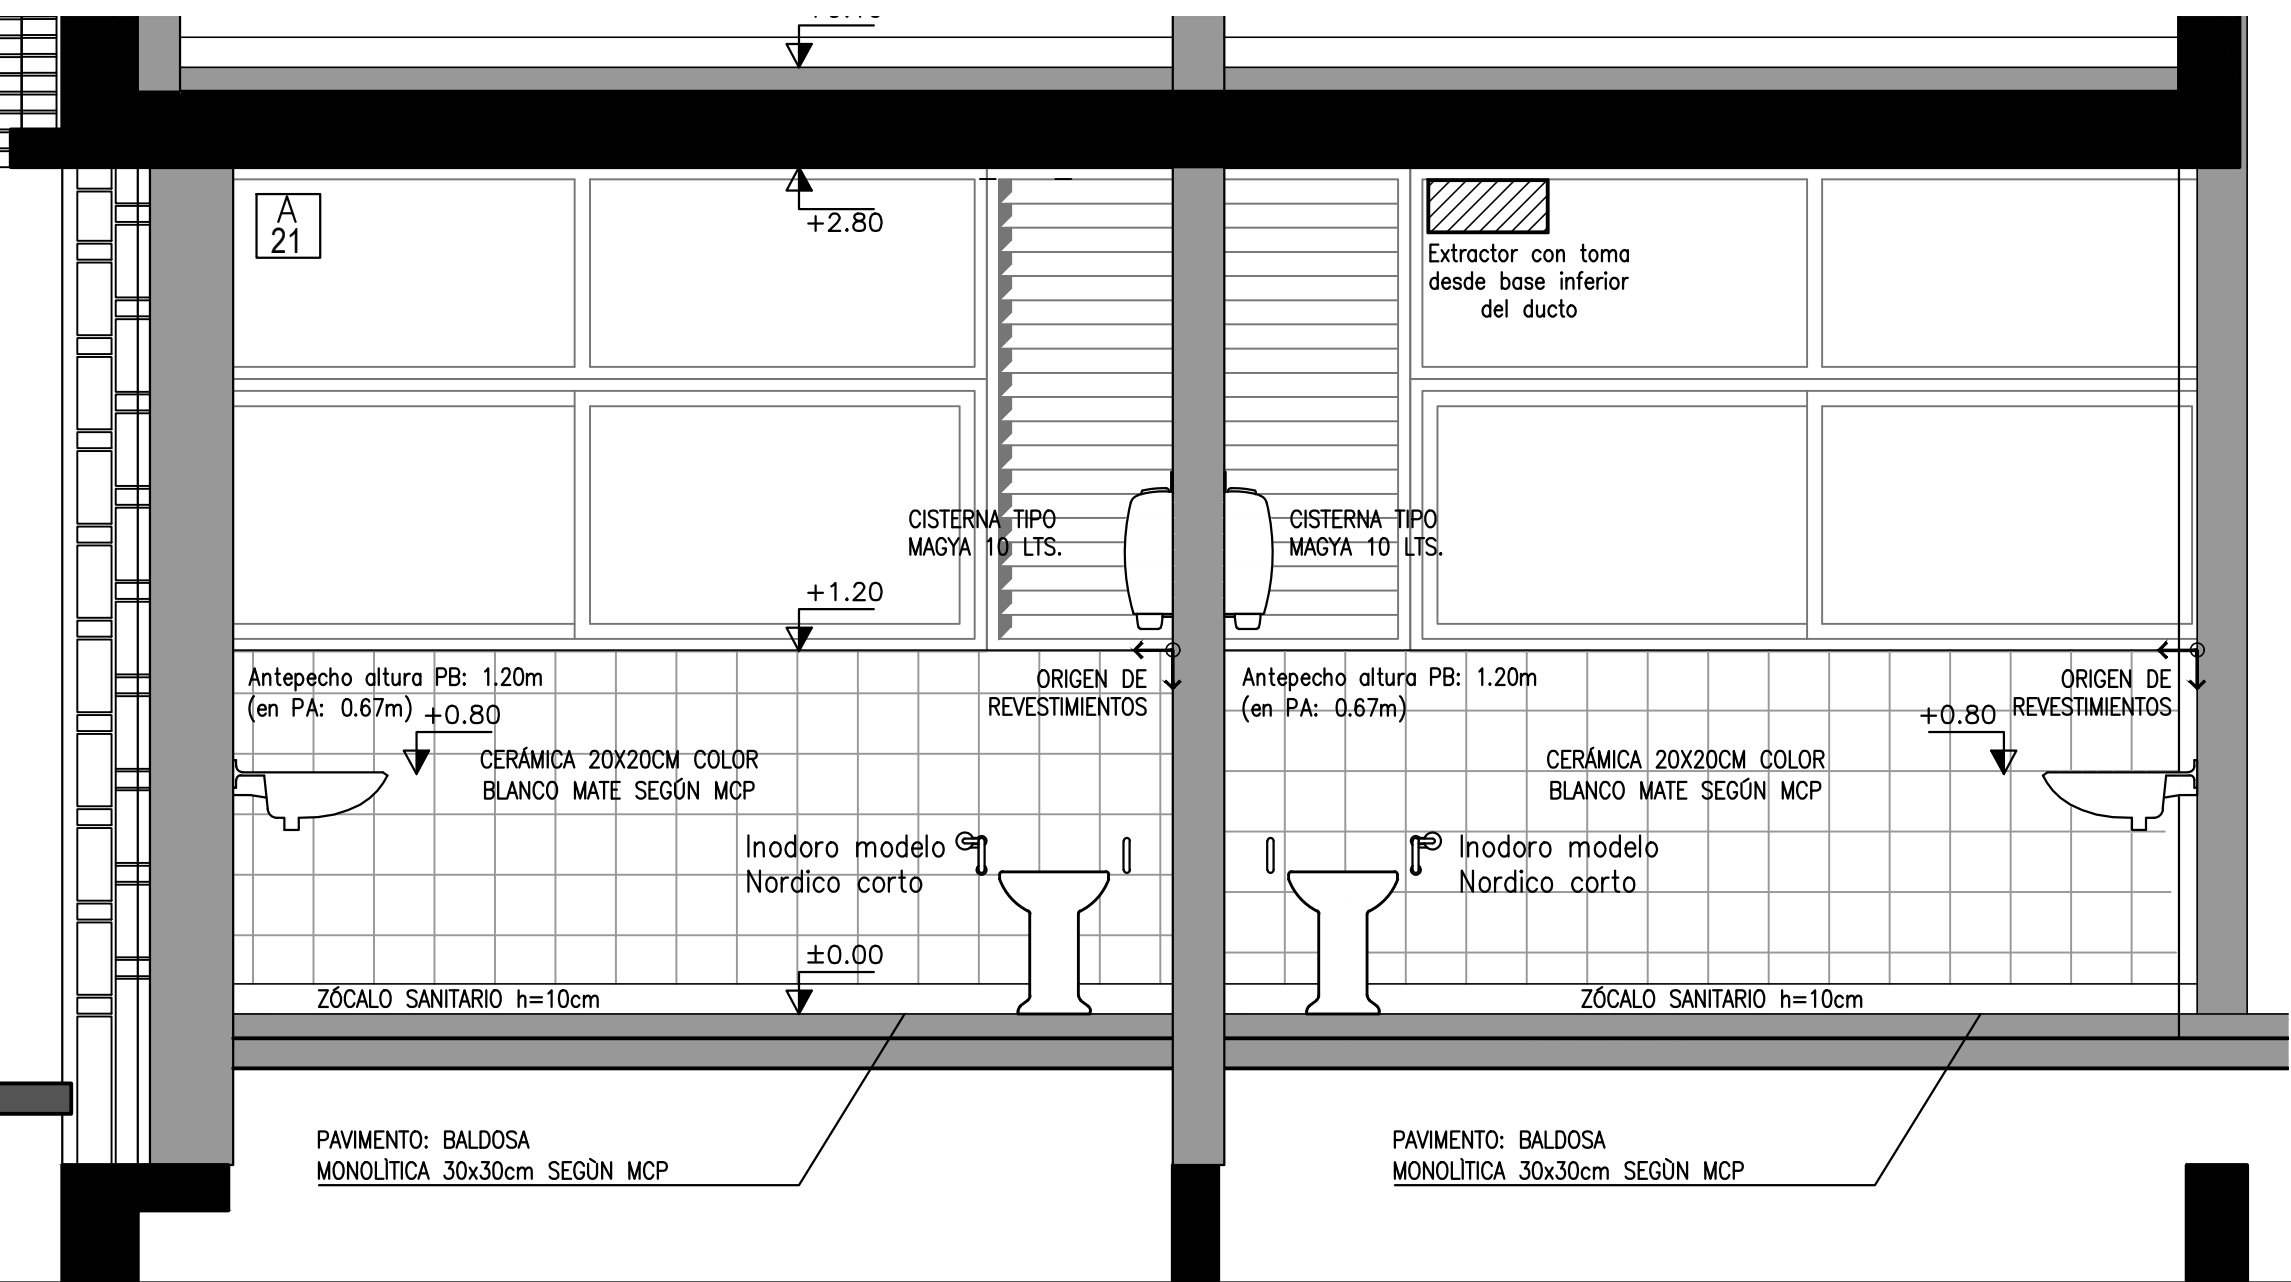 A
21
+2.80
Extractor con toma
desde base inferior
del ducto
CISTERNA TIPO
MAGYA 10 LTS.
CISTERNA TIPO
MAGYA 10 LTS.
+1.20
Antepecho altura PB: 1.20m
(en PA: 0.67m)
+0.80
ORIGEN DE
REVESTIMIENTOS
CERÁMICA 20X20CM COLOR
BLANCO MATE SEGÚN MCP
Antepecho altura PB: 1.20m
(en PA: 0.67m)
+0.80
ORIGEN DE
REVESTIMIENTOS
CERÁMICA 20X20CM COLOR
BLANCO MATE SEGÚN MCP
Inodoro modelo
Nordico corto
Inodoro modelo
Nordico corto
±0.00
ZÓCALO SANITARIO h=10cm
ZÓCALO SANITARIO h=10cm
PAVIMENTO: BALDOSA
MONOLÌTICA 30x30cm SEGÙN MCP
PAVIMENTO: BALDOSA
MONOLÌTICA 30x30cm SEGÙN MCP